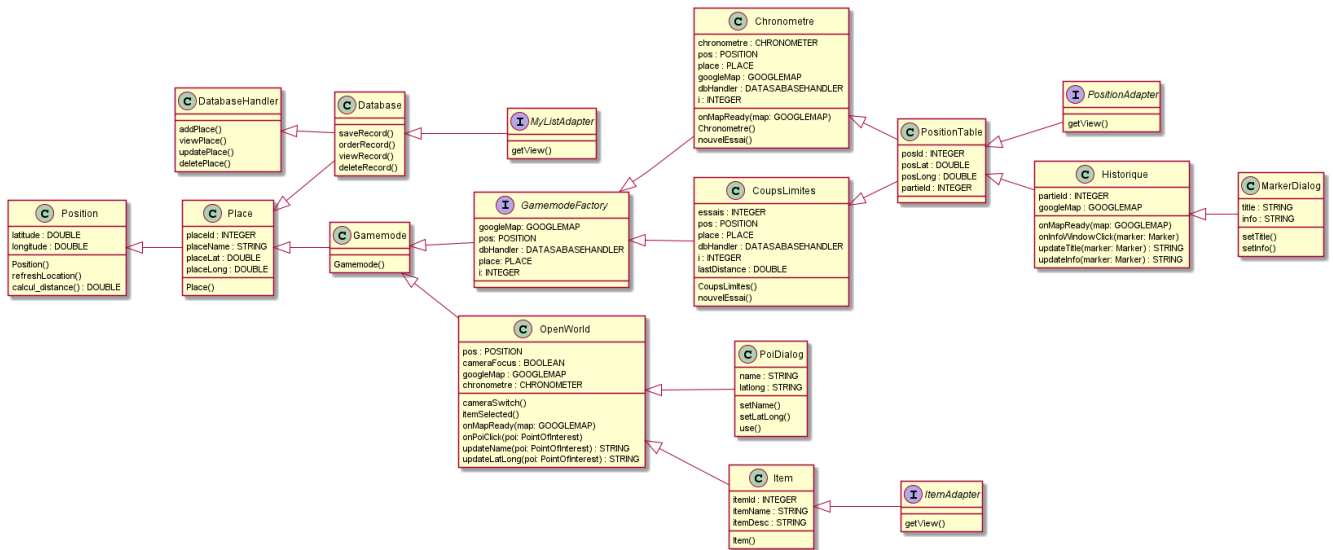 C Chronometre
chronometre : CHRONOMETER
pos : POSITION
place : PLACE
googleMap : GOOGLEMAP
dbHandler : DATASABASEHANDLER
i : INTEGER
onMapReady(map: GOOGLEMAP)
Chronometre()
nouvelEssai()
C DatabaseHandler
addPlace()
viewPlace()
updatePlace()
deletePlace()
C Database
saveRecord()
orderRecord()
viewRecord()
deleteRecord()
I MyListAdapter
getView()
I PositionAdapter
getView()
C PositionTable
posId : INTEGER
posLat : DOUBLE
posLong : DOUBLE
partieId : INTEGER
C Historique
partieId : INTEGER
googleMap : GOOGLEMAP
onMapReady(map: GOOGLEMAP)
onInfoWindowClick(marker: Marker)
updateTitle(marker: Marker) : STRING
updateInfo(marker: Marker) : STRING
C MarkerDialog
title : STRING
info : STRING
setTitle()
setInfo()
C Position
latitude : DOUBLE
longitude : DOUBLE
Position()
refreshLocation()
calcul_distance() : DOUBLE
C Place
placeId : INTEGER
placeName : STRING
placeLat : DOUBLE
placeLong : DOUBLE
Place()
C Gamemode
Gamemode()
I GamemodeFactory
googleMap: GOOGLEMAP
pos: POSITION
dbHandler : DATASABASEHANDLER
place: PLACE
i: INTEGER
C CoupsLimites
essais : INTEGER
pos : POSITION
place : PLACE
dbHandler : DATASABASEHANDLER
i : INTEGER
lastDistance : DOUBLE
CoupsLimites()
nouvelEssai()
C OpenWorld
pos : POSITION
cameraFocus : BOOLEAN
googleMap : GOOGLEMAP
chronometre : CHRONOMETER
cameraSwitch()
itemSelected()
onMapReady(map: GOOGLEMAP)
onPoiClick(poi: PointOfInterest)
updateName(poi: PointOfInterest) : STRING
updateLatLong(poi: PointOfInterest) : STRING
C PoiDialog
name : STRING
latlong : STRING
setName()
setLatLong()
use()
C Item
itemId : INTEGER
itemName : STRING
itemDesc : STRING
Item()
I ItemAdapter
getView()